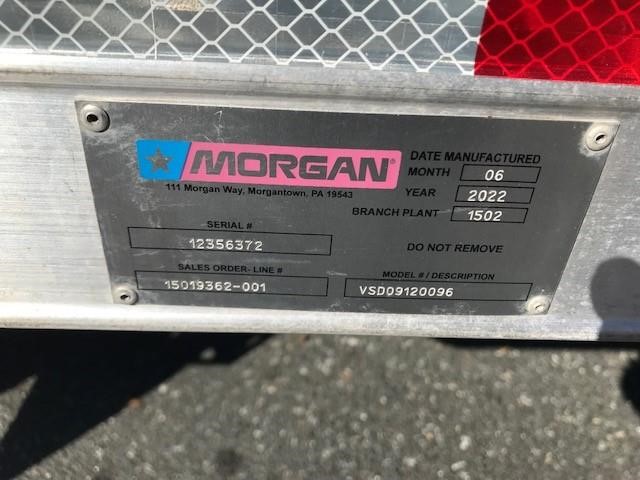 MORGAN®
111 Morgan Way, Morgantown, PA 19543
DATE MANUFACTURED
MONTH 06
YEAR 2022
BRANCH PLANT 1502
SERIAL #
12356372
DO NOT REMOVE
SALES ORDER- LINE #
15019362-001
MODEL # / DESCRIPTION
VSD09120096